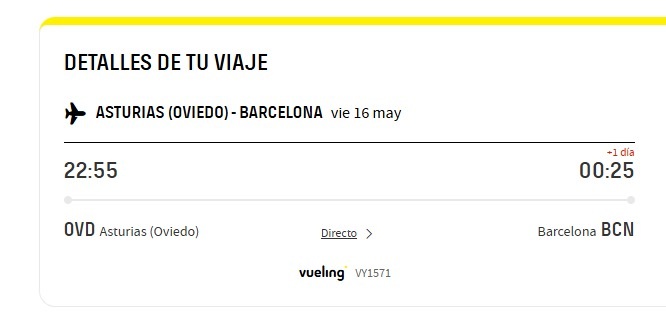 DETALLES DE TU VIAJE
ASTURIAS (OVIEDO) - BARCELONA vie 16 may
+1 día
22:55 00:25
OVD Asturias (Oviedo) Directo Barcelona BCN
vueling VY1571